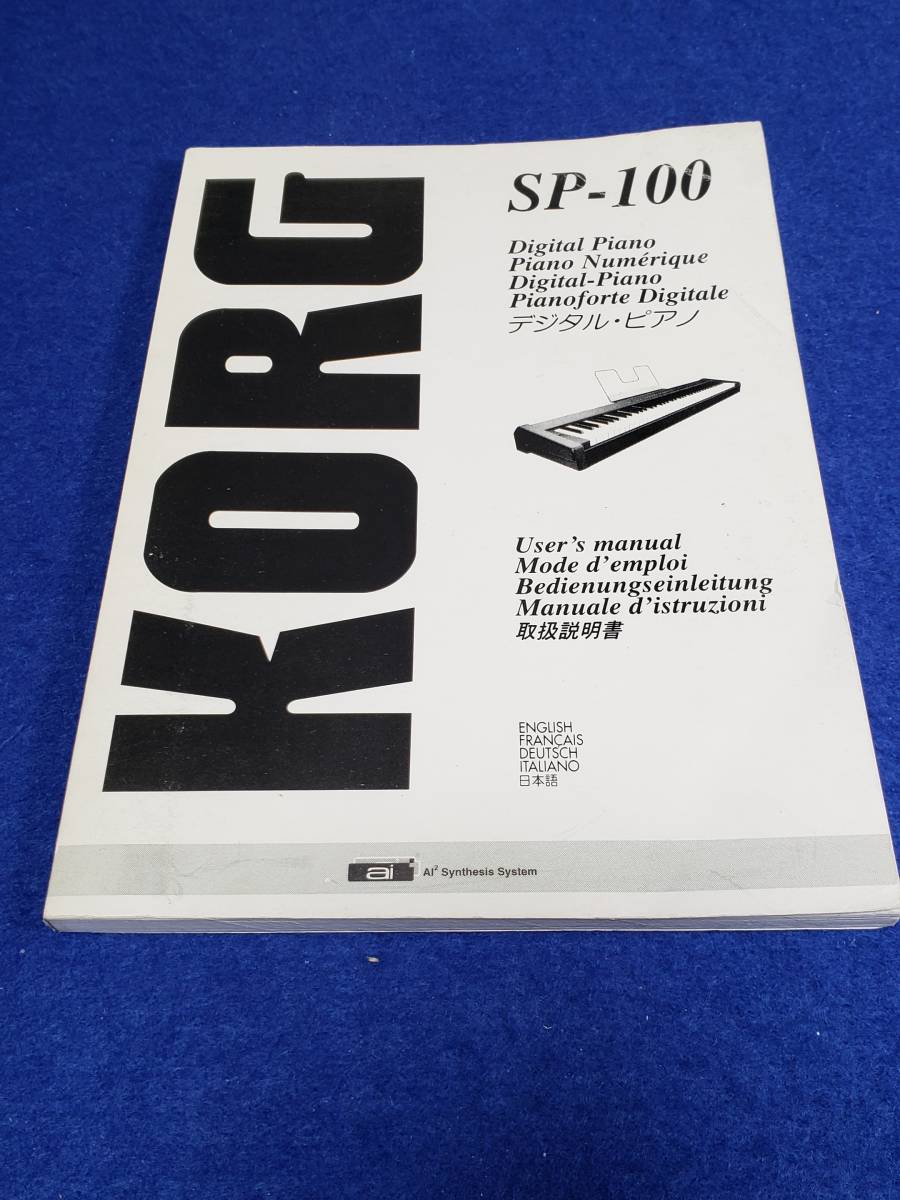 KORG
SP-100
Digital Piano
Piano Numérique
Digital-Piano
Pianoforte Digitale
デジタル・ピアノ
User's manual
Mode d'emploi
Bedienungseinleitung
Manuale d'istruzioni
取扱説明書
ENGLISH
FRANÇAIS
DEUTSCH
ITALIANO
日本語
ai AI² Synthesis System